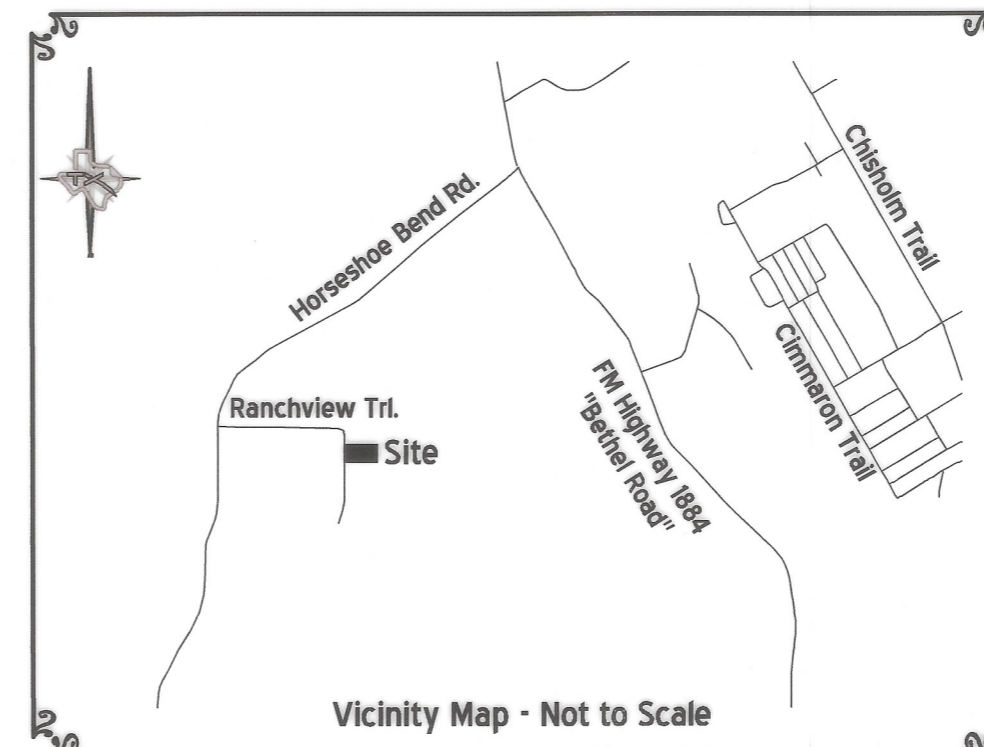 TX
Chisholm Trail
Horseshoe Bend Rd.
Cimmaron Trail
FM Highway 1884
"Bethel Road"
Ranchview Trl.
Site
Vicinity Map - Not to Scale